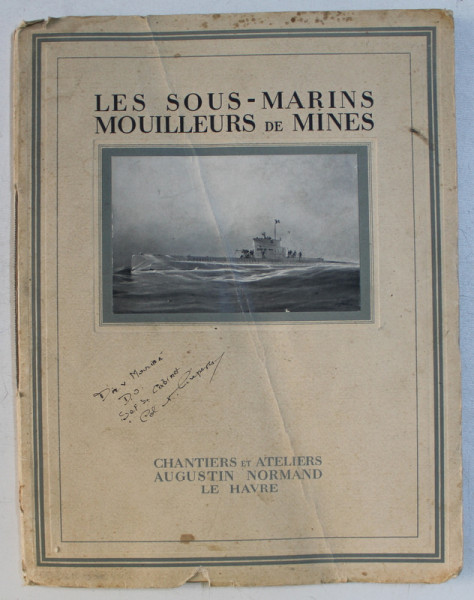 LES SOUS-MARINS
MOUILLEURS DE MINES
CHANTIERS ET ATELIERS
AUGUSTIN NORMAND
LE HAVRE